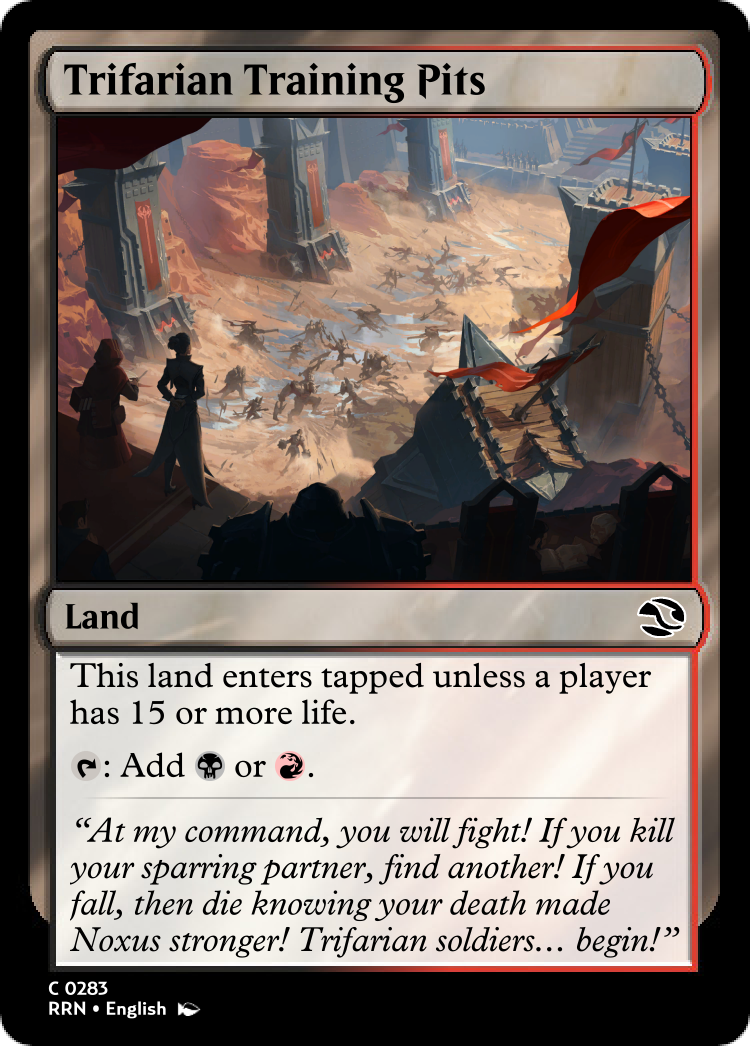 Trifarian Training Pits
Land
This land enters tapped unless a player
has 15 or more life.
: Add or .
“At my command, you will fight! If you kill
your sparring partner, find another! If you
fall, then die knowing your death made
Noxus stronger! Trifarian soldiers… begin!”
C 0283
RRN • English